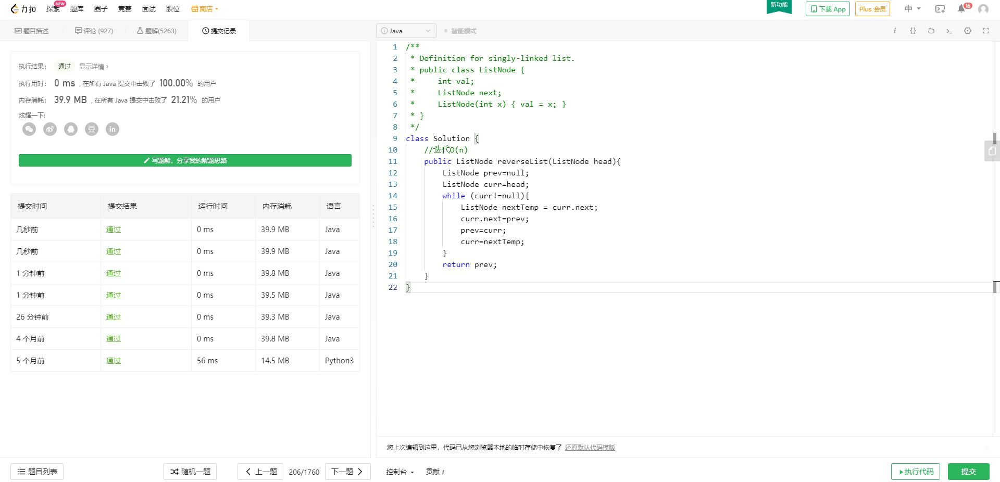 力扣
探索
NEW
题库
圈子
竞赛
面试
职位
商店
新功能
下载 App
Plus 会员
中
16
题目描述
评论 (927)
题解(5263)
提交记录
Java
智能模式
执行结果：
通过
显示详情 ›
执行用时：
0 ms , 在所有 Java 提交中击败了 100.00% 的用户
内存消耗：
39.9 MB , 在所有 Java 提交中击败了 21.21% 的用户
炫耀一下:
豆
in
写题解，分享我的解题思路
提交时间 提交结果 运行时间 内存消耗 语言
几秒前 通过 0 ms 39.9 MB Java
几秒前 通过 0 ms 39.9 MB Java
1 分钟前 通过 0 ms 39.8 MB Java
1 分钟前 通过 0 ms 39.5 MB Java
26 分钟前 通过 0 ms 39.3 MB Java
4 个月前 通过 0 ms 39.8 MB Java
5 个月前 通过 56 ms 14.5 MB Python3
1 /**
2  * Definition for singly-linked list.
3  * public class ListNode {
4  *     int val;
5  *     ListNode next;
6  *     ListNode(int x) { val = x; }
7  * }
8  */
9 class Solution {
10     //迭代O(n)
11     public ListNode reverseList(ListNode head){
12         ListNode prev=null;
13         ListNode curr=head;
14         while (curr!=null){
15             ListNode nextTemp = curr.next;
16             curr.next=prev;
17             prev=curr;
18             curr=nextTemp;
19         }
20         return prev;
21     }
22 }
您上次编辑到这里，代码已从您浏览器本地的临时存储中恢复了 还原默认代码模版
题目列表
随机一题
上一题
206/1760
下一题
控制台
贡献 i
执行代码
提交